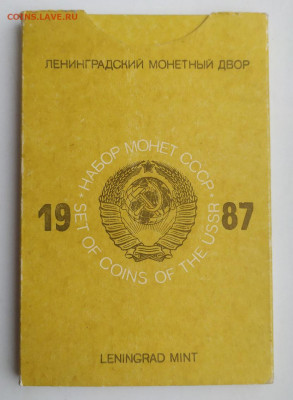 COINS.LAVE.RU
ЛЕНИНГРАДСКИЙ МОНЕТНЫЙ ДВОР
• НАБОР МОНЕТ СССР •
19 87
SET OF COINS OF THE USSR
LENINGRAD MINT